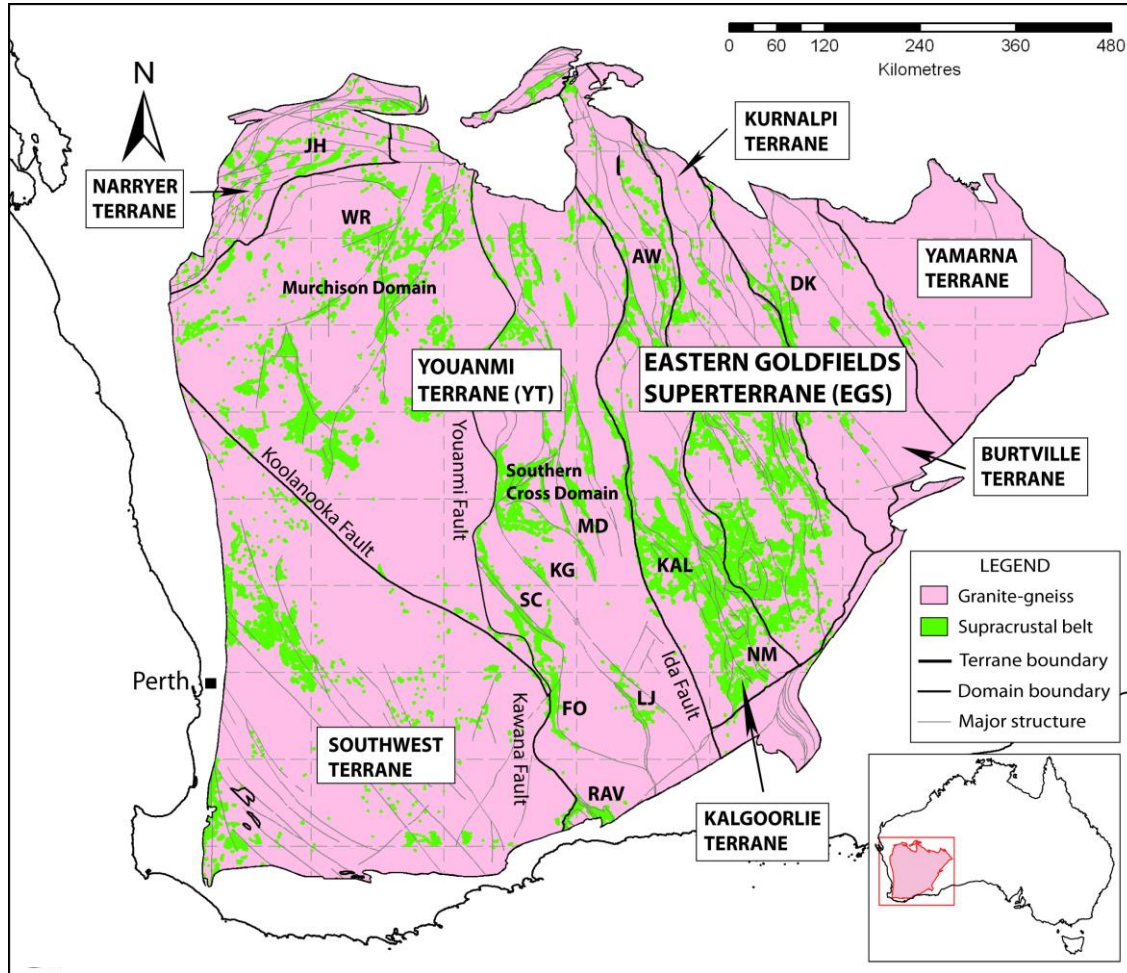 0 60 120 240 360 480
Kilometres
N
KURNALPI
TERRANE
JH
NARRYER
TERRANE
I
WR
AW
YAMARNA
TERRANE
DK
Murchison Domain
YOUANMI
TERRANE (YT)
EASTERN GOLDFIELDS
SUPERTERRANE (EGS)
Youanmi Fault
Koolanooka Fault
Southern
Cross Domain
BURTVILLE
TERRANE
MD
KG
KAL
SC
LEGEND
Granite-gneiss
Supracrustal belt
Terrane boundary
Domain boundary
Major structure
NM
Ida Fault
Perth
LJ
FO
Kawana Fault
SOUTHWEST
TERRANE
RAV
KALGOORLIE
TERRANE